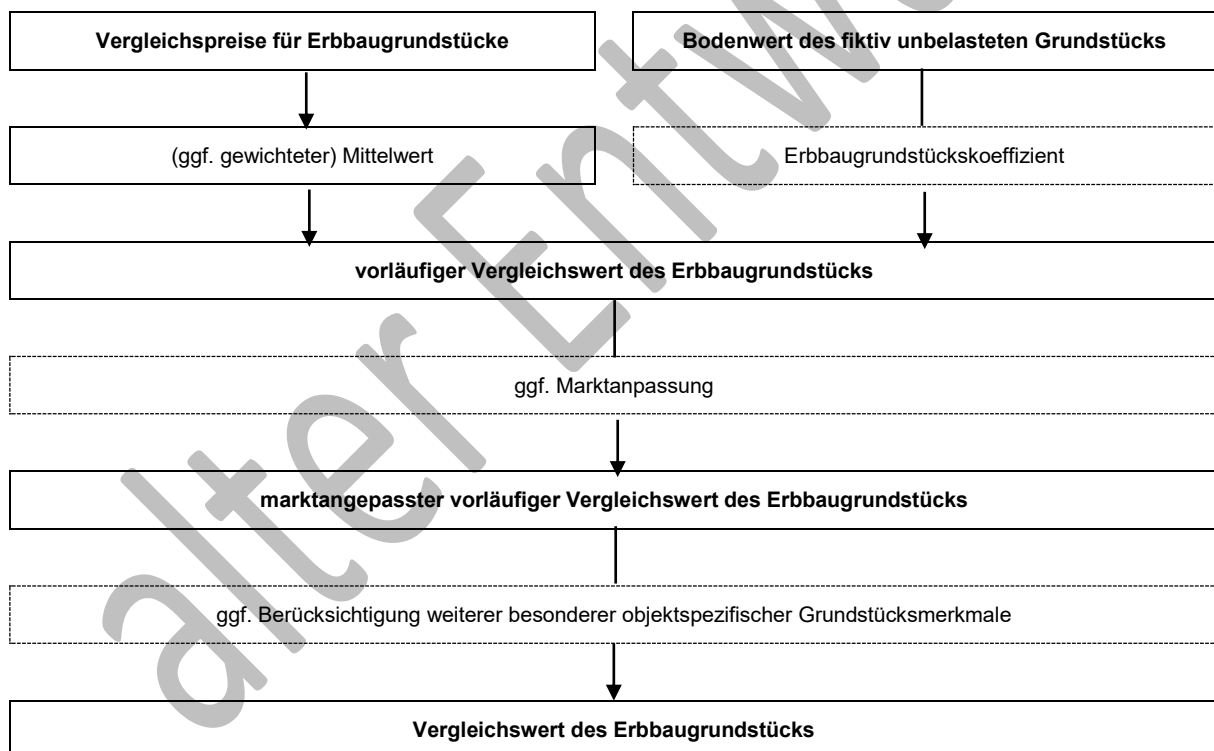 Vergleichspreise für Erbbaugrundstücke
Bodenwert des fiktiv unbelasteten Grundstücks
(ggf. gewichteter) Mittelwert
Erbbaugrundstückskoeffizient
vorläufiger Vergleichswert des Erbbaugrundstücks
ggf. Marktanpassung
marktangepasster vorläufiger Vergleichswert des Erbbaugrundstücks
ggf. Berücksichtigung weiterer besonderer objektspezifischer Grundstücksmerkmale
Vergleichswert des Erbbaugrundstücks
alter Entw